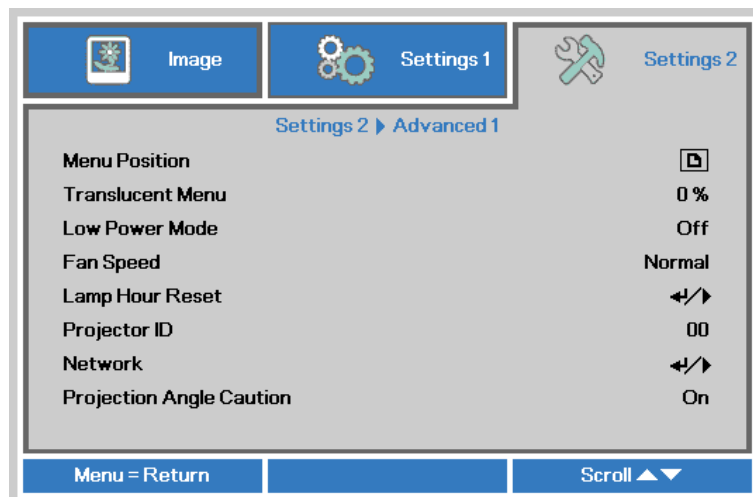 Image Settings 1 Settings 2
Settings 2 ▶ Advanced 1
Menu Position
Translucent Menu 0 %
Low Power Mode Off
Fan Speed Normal
Lamp Hour Reset ↵/▶
Projector ID 00
Network ↵/▶
Projection Angle Caution On
Menu = Return Scroll ▲▼